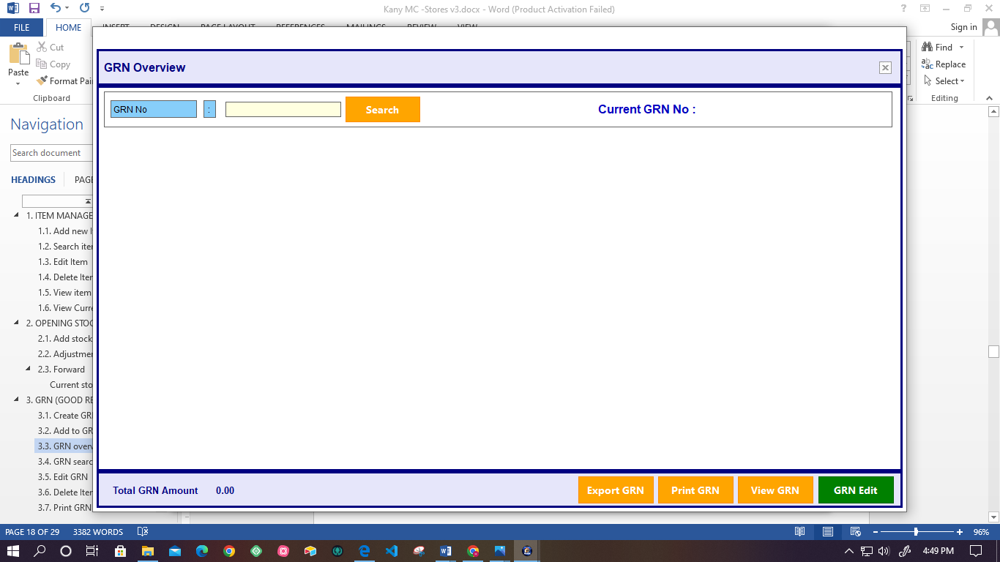 Kany MC -Stores v3.docx - Word (Product Activation Failed)
FILE HOME INSERT DESIGN PAGE LAYOUT REFERENCES MAILINGS REVIEW VIEW Sign in
Paste
Cut
Copy
Format Pai
Clipboard
Find
Replace
Select
Editing
Navigation
Search document
HEADINGS PAGE
1. ITEM MANAGE
1.1. Add new I
1.2. Search iter
1.3. Edit Item
1.4. Delete Iter
1.5. View item
1.6. View Curre
2. OPENING STOC
2.1. Add stock
2.2. Adjustmer
2.3. Forward
Current sto
3. GRN (GOOD RE
3.1. Create GRI
3.2. Add to GR
3.3. GRN overv
3.4. GRN searc
3.5. Edit GRN
3.6. Delete Iter
3.7. Print GRN
GRN Overview
GRN No : Search Current GRN No :
Total GRN Amount 0.00 Export GRN Print GRN View GRN GRN Edit
PAGE 18 OF 29 3382 WORDS 96%
4:49 PM